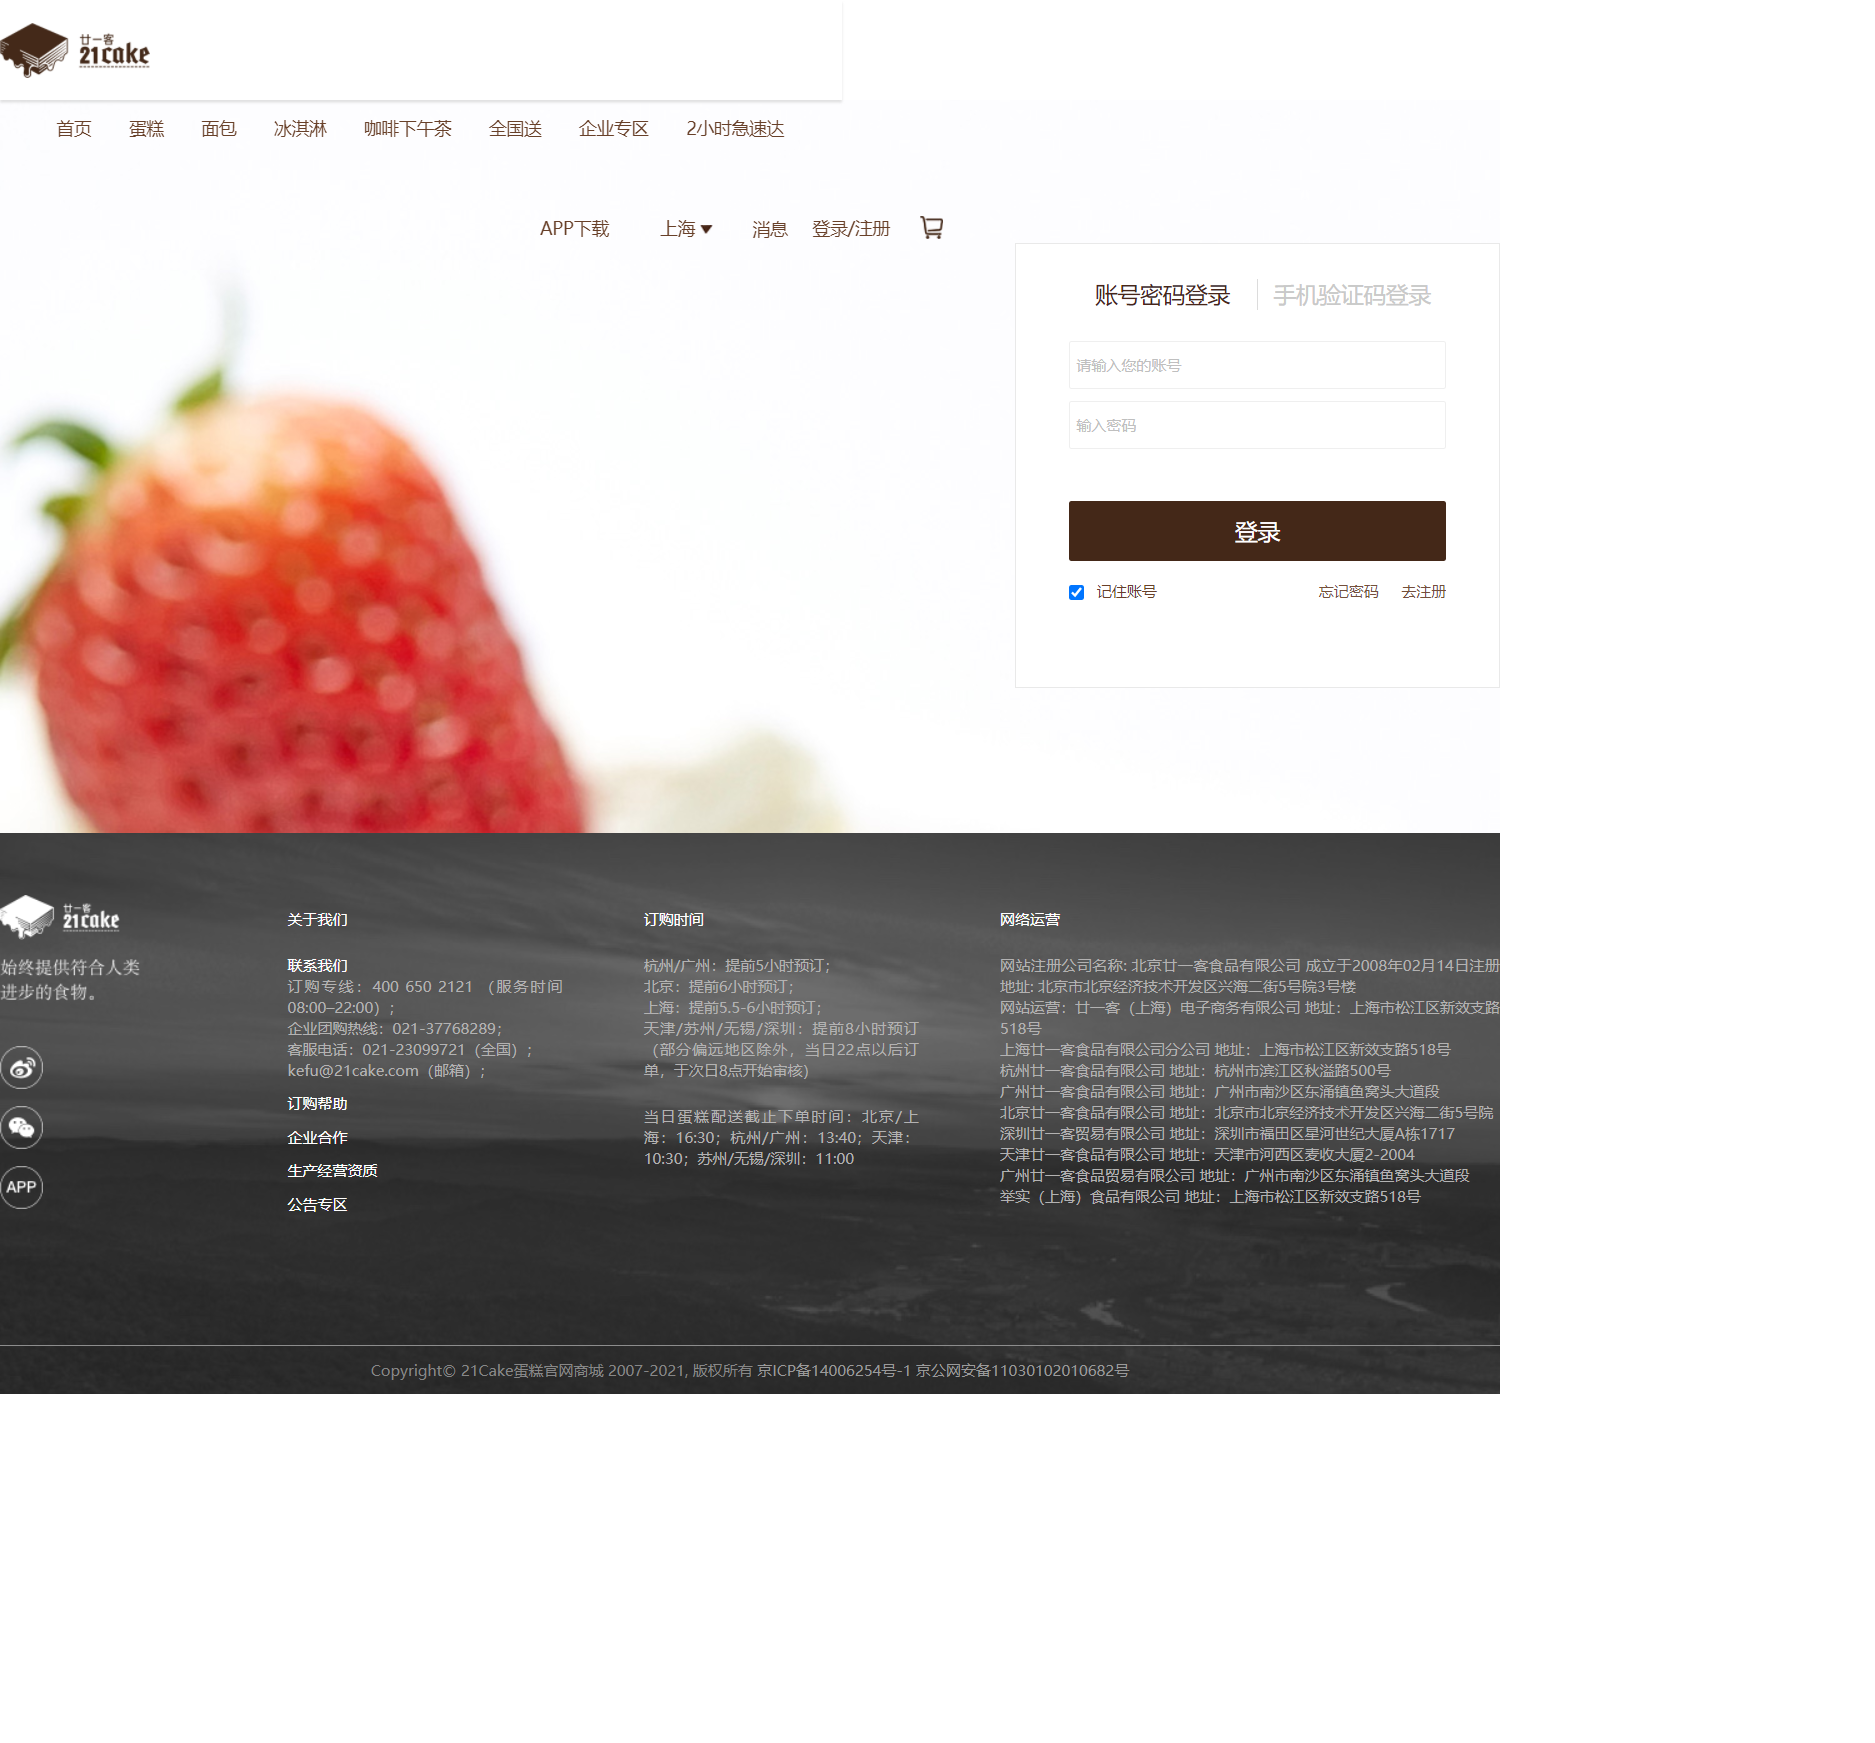 廿一客
21cake
首页 蛋糕 面包 冰淇淋 咖啡下午茶 全国送 企业专区 2小时急速达
APP下载 上海 消息 登录/注册
账号密码登录 手机验证码登录
请输入您的账号
输入密码
登录
记住账号 忘记密码 去注册
廿一客
21cake
始终提供符合人类
进步的食物。
APP
关于我们
联系我们
订购专线：400 650 2121 （服务时间
08:00–22:00）；
企业团购热线：021-37768289；
客服电话：021-23099721（全国）；
kefu@21cake.com（邮箱）；
订购帮助
企业合作
生产经营资质
公告专区
订购时间
杭州/广州：提前5小时预订；
北京：提前6小时预订；
上海：提前5.5-6小时预订；
天津/苏州/无锡/深圳：提前8小时预订
（部分偏远地区除外，当日22点以后订
单，于次日8点开始审核）
当日蛋糕配送截止下单时间：北京/上
海：16:30；杭州/广州：13:40；天津：
10:30；苏州/无锡/深圳：11:00
网络运营
网站注册公司名称: 北京廿一客食品有限公司 成立于2008年02月14日注册
地址: 北京市北京经济技术开发区兴海二街5号院3号楼
网站运营：廿一客（上海）电子商务有限公司 地址：上海市松江区新效支路
518号
上海廿一客食品有限公司分公司 地址：上海市松江区新效支路518号
杭州廿一客食品有限公司 地址：杭州市滨江区秋溢路500号
广州廿一客食品有限公司 地址：广州市南沙区东涌镇鱼窝头大道段
北京廿一客食品有限公司 地址：北京市北京经济技术开发区兴海二街5号院
深圳廿一客贸易有限公司 地址：深圳市福田区星河世纪大厦A栋1717
天津廿一客食品有限公司 地址：天津市河西区麦收大厦2-2004
广州廿一客食品贸易有限公司 地址：广州市南沙区东涌镇鱼窝头大道段
举实（上海）食品有限公司 地址：上海市松江区新效支路518号
Copyright© 21Cake蛋糕官网商城 2007-2021, 版权所有 京ICP备14006254号-1 京公网安备11030102010682号